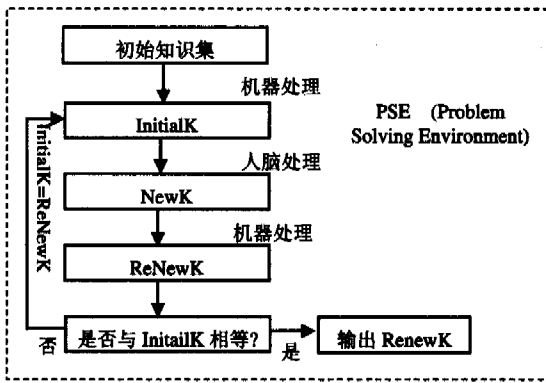 初始知识集
机器处理
InitialK
PSE (Problem
Solving Environment)
人脑处理
NewK
机器处理
ReNewK
InitialK=ReNewK
是否与 InitailK 相等?
否
是
输出 RenewK